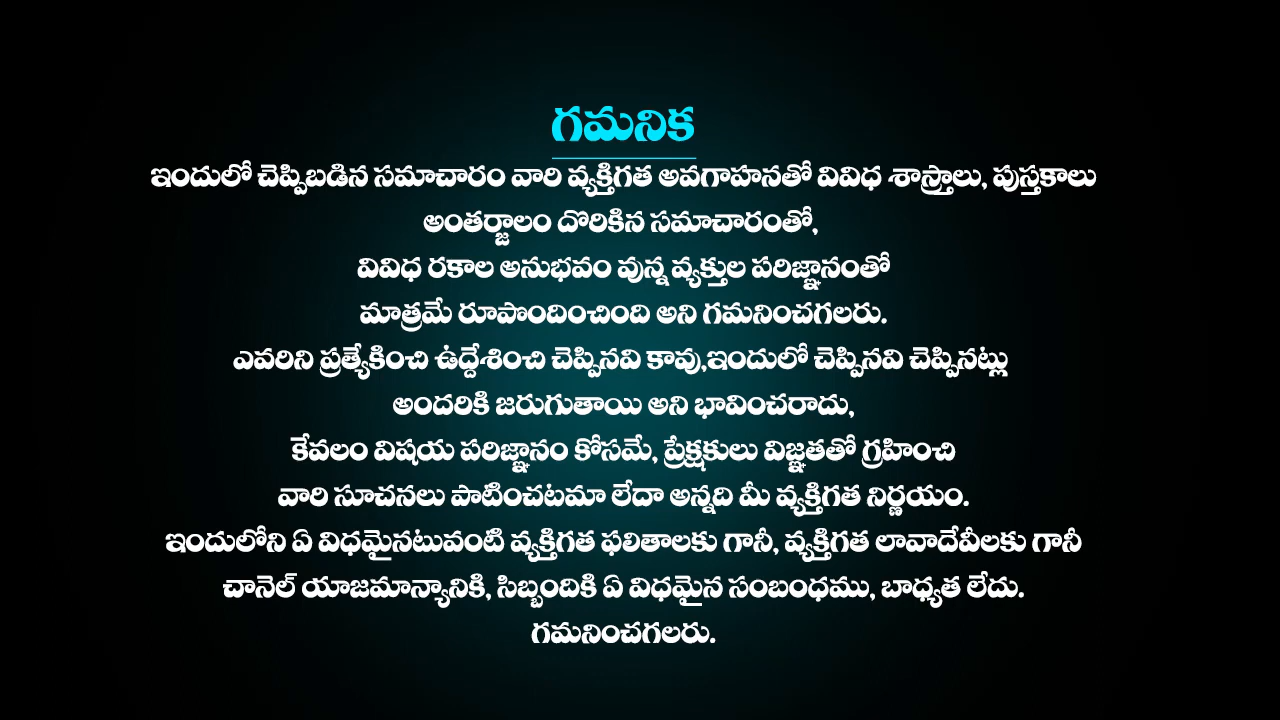 గమనిక
ఇందులో చెప్పిబడిన సమాచారం వారి వ్యక్తిగత అవగాహనతో వివిధ శాస్త్రాలు, పుస్తకాలు
అంతర్జాలం దొరికిన సమాచారంతో,
వివిధ రకాల అనుభవం వున్న వ్యక్తుల పరిజ్ఞానంతో
మాత్రమే రూపొందించింది అని గమనించగలరు.
ఎవరిని ప్రత్యేకించి ఉద్దేశించి చెప్పినవి కావు,ఇందులో చెప్పినవి చెప్పినట్లు
అందరికి జరుగుతాయి అని భావించరాదు,
కేవలం విషయ పరిజ్ఞానం కోసమే, ప్రేక్షకులు విజ్ఞతతో గ్రహించి
వారి సూచనలు పాటించటమా లేదా అన్నది మీ వ్యక్తిగత నిర్ణయం.
ఇందులోని ఏ విధమైనటువంటి వ్యక్తిగత ఫలితాలకు గానీ, వ్యక్తిగత లావాదేవీలకు గానీ
చానెల్ యాజమాన్యానికి, సిబ్బందికి ఏ విధమైన సంబంధము, బాధ్యత లేదు.
గమనించగలరు.